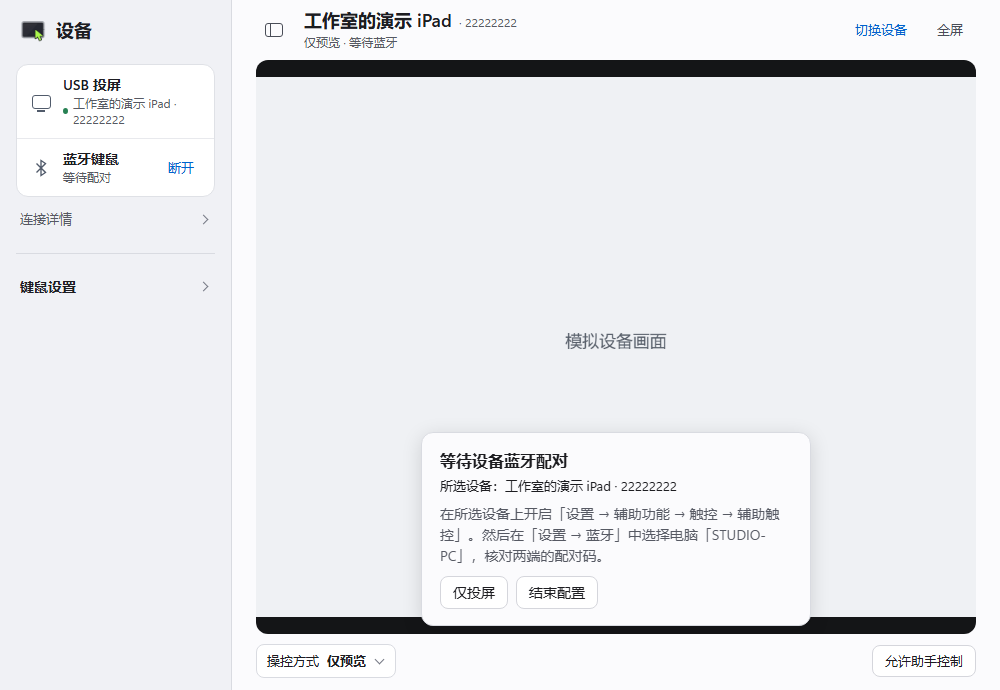 设备
USB 投屏
工作室的演示 iPad ·
22222222
蓝牙键鼠
等待配对
断开
连接详情
键鼠设置
工作室的演示 iPad · 22222222
仅预览 · 等待蓝牙
切换设备
全屏
模拟设备画面
等待设备蓝牙配对
所选设备：工作室的演示 iPad · 22222222
在所选设备上开启「设置 → 辅助功能 → 触控 → 辅助触
控」。然后在「设置 → 蓝牙」中选择电脑「STUDIO-
PC」，核对两端的配对码。
仅投屏
结束配置
操控方式 仅预览
允许助手控制